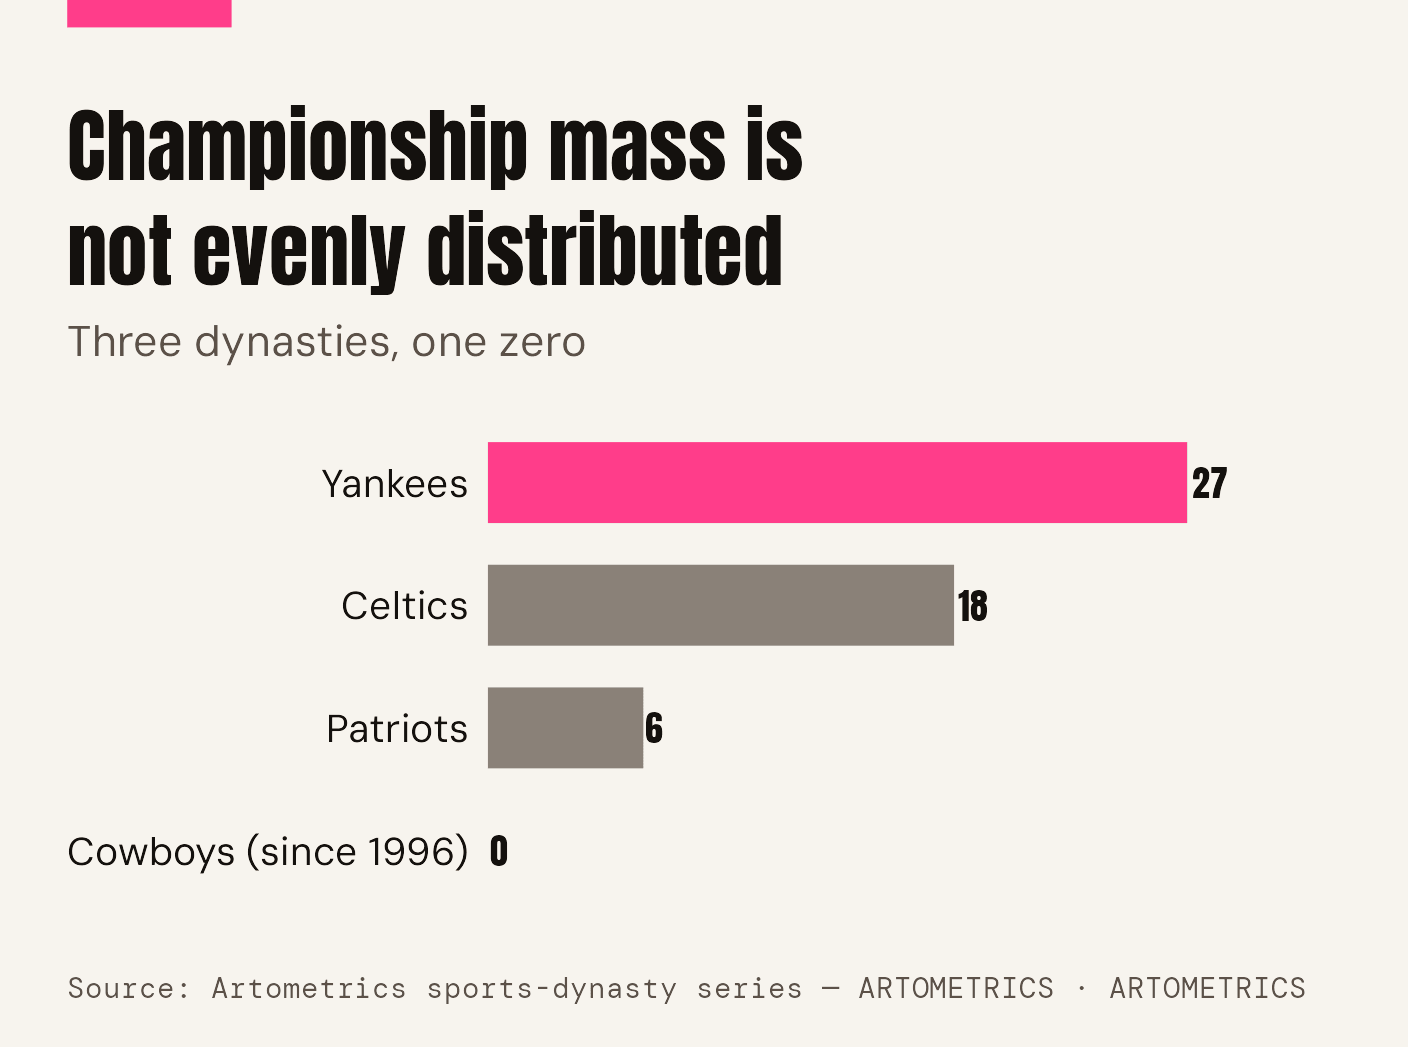 Championship mass is
not evenly distributed
Three dynasties, one zero
Yankees 27
Celtics 18
Patriots 6
Cowboys (since 1996) 0
Source: Artometrics sports-dynasty series — ARTOMETRICS · ARTOMETRICS